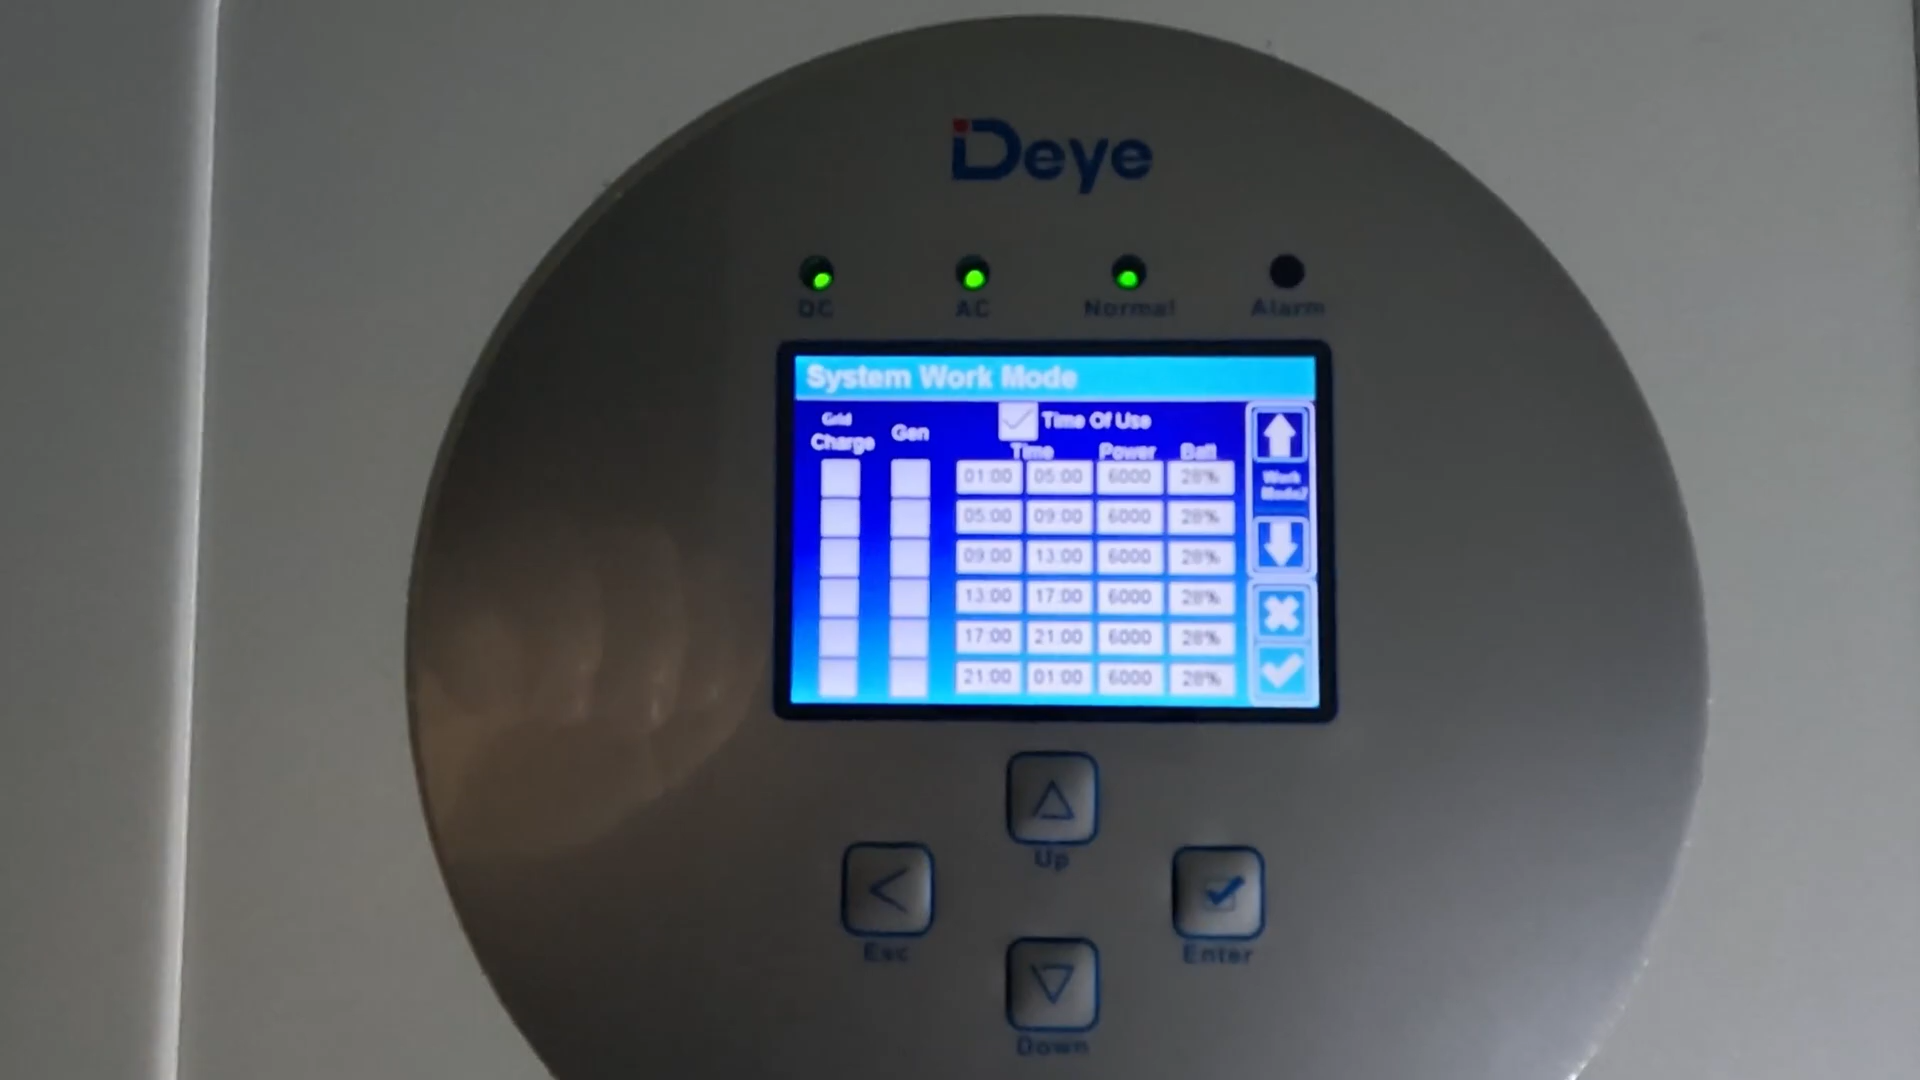 Deye
DC AC Normal Alarm
System Work Mode
Grid Charge Gen Time Of Use
Time Power Batt
01:00 05:00 6000 28%
05:00 09:00 6000 28%
09:00 13:00 6000 28%
13:00 17:00 6000 28%
17:00 21:00 6000 28%
21:00 01:00 6000 28%
Work Mode2
Up
Esc
Enter
Down